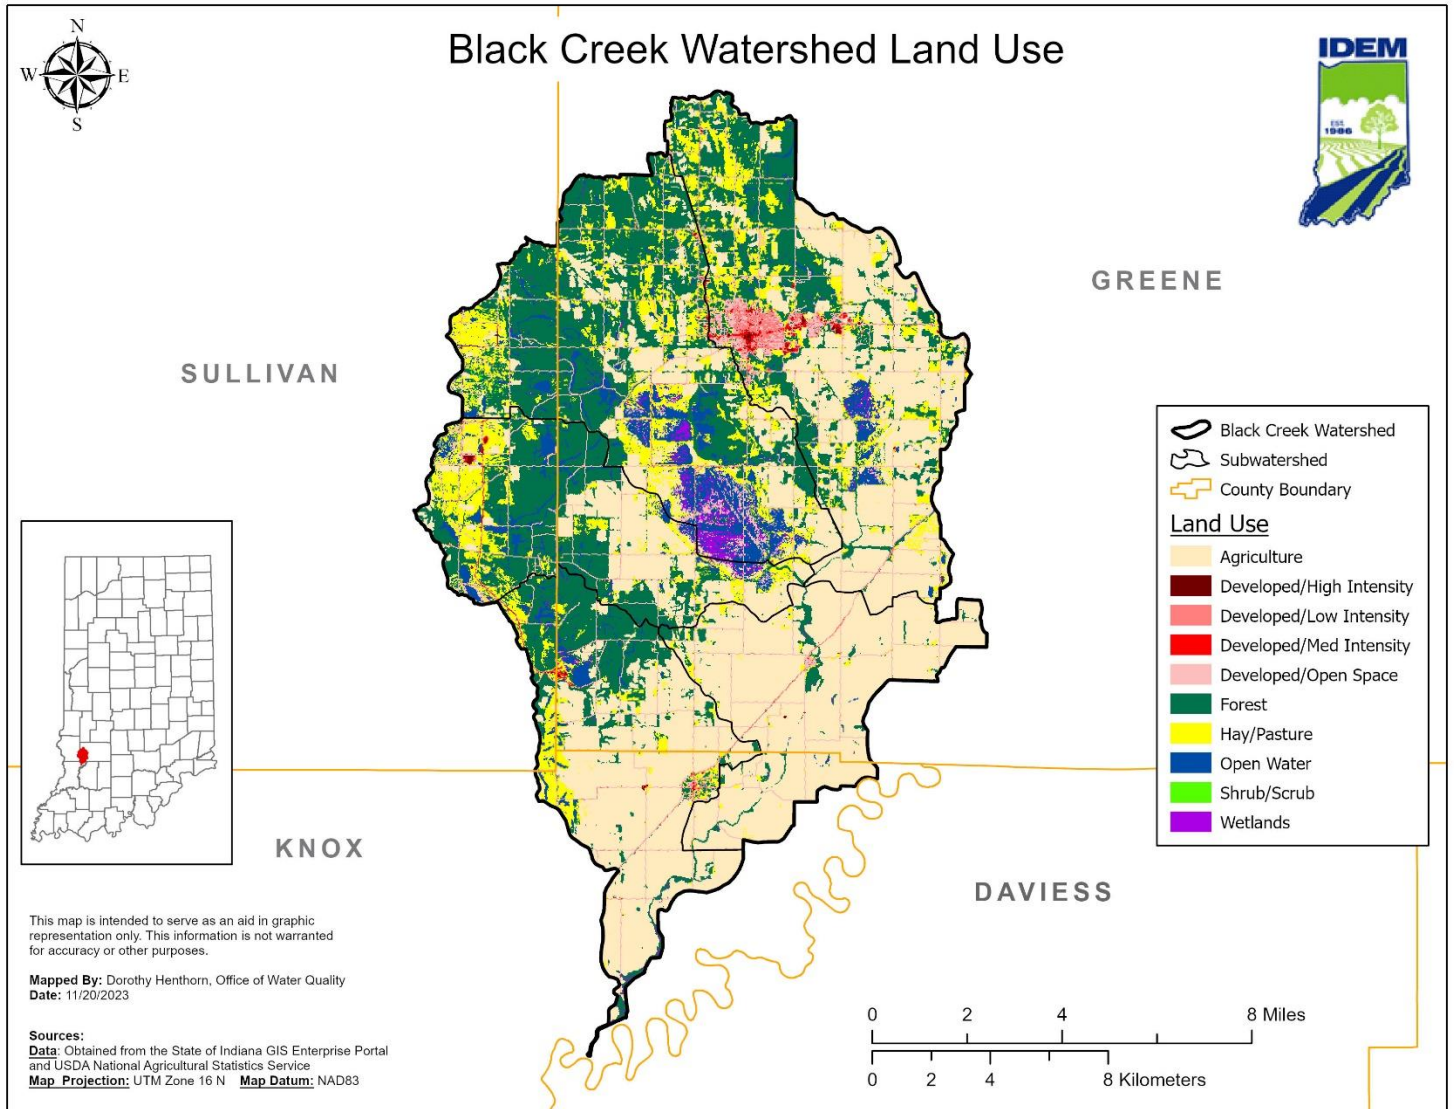 Black Creek Watershed Land Use
N
W
E
S
IDEM
EST.
1986
GREENE
SULLIVAN
KNOX
DAVIESS
Black Creek Watershed
Subwatershed
County Boundary
Land Use
Agriculture
Developed/High Intensity
Developed/Low Intensity
Developed/Med Intensity
Developed/Open Space
Forest
Hay/Pasture
Open Water
Shrub/Scrub
Wetlands
This map is intended to serve as an aid in graphic
representation only. This information is not warranted
for accuracy or other purposes.
Mapped By: Dorothy Henthorn, Office of Water Quality
Date: 11/20/2023
Sources:
Data: Obtained from the State of Indiana GIS Enterprise Portal
and USDA National Agricultural Statistics Service
Map Projection: UTM Zone 16 N Map Datum: NAD83
0 2 4 8 Miles
0 2 4 8 Kilometers